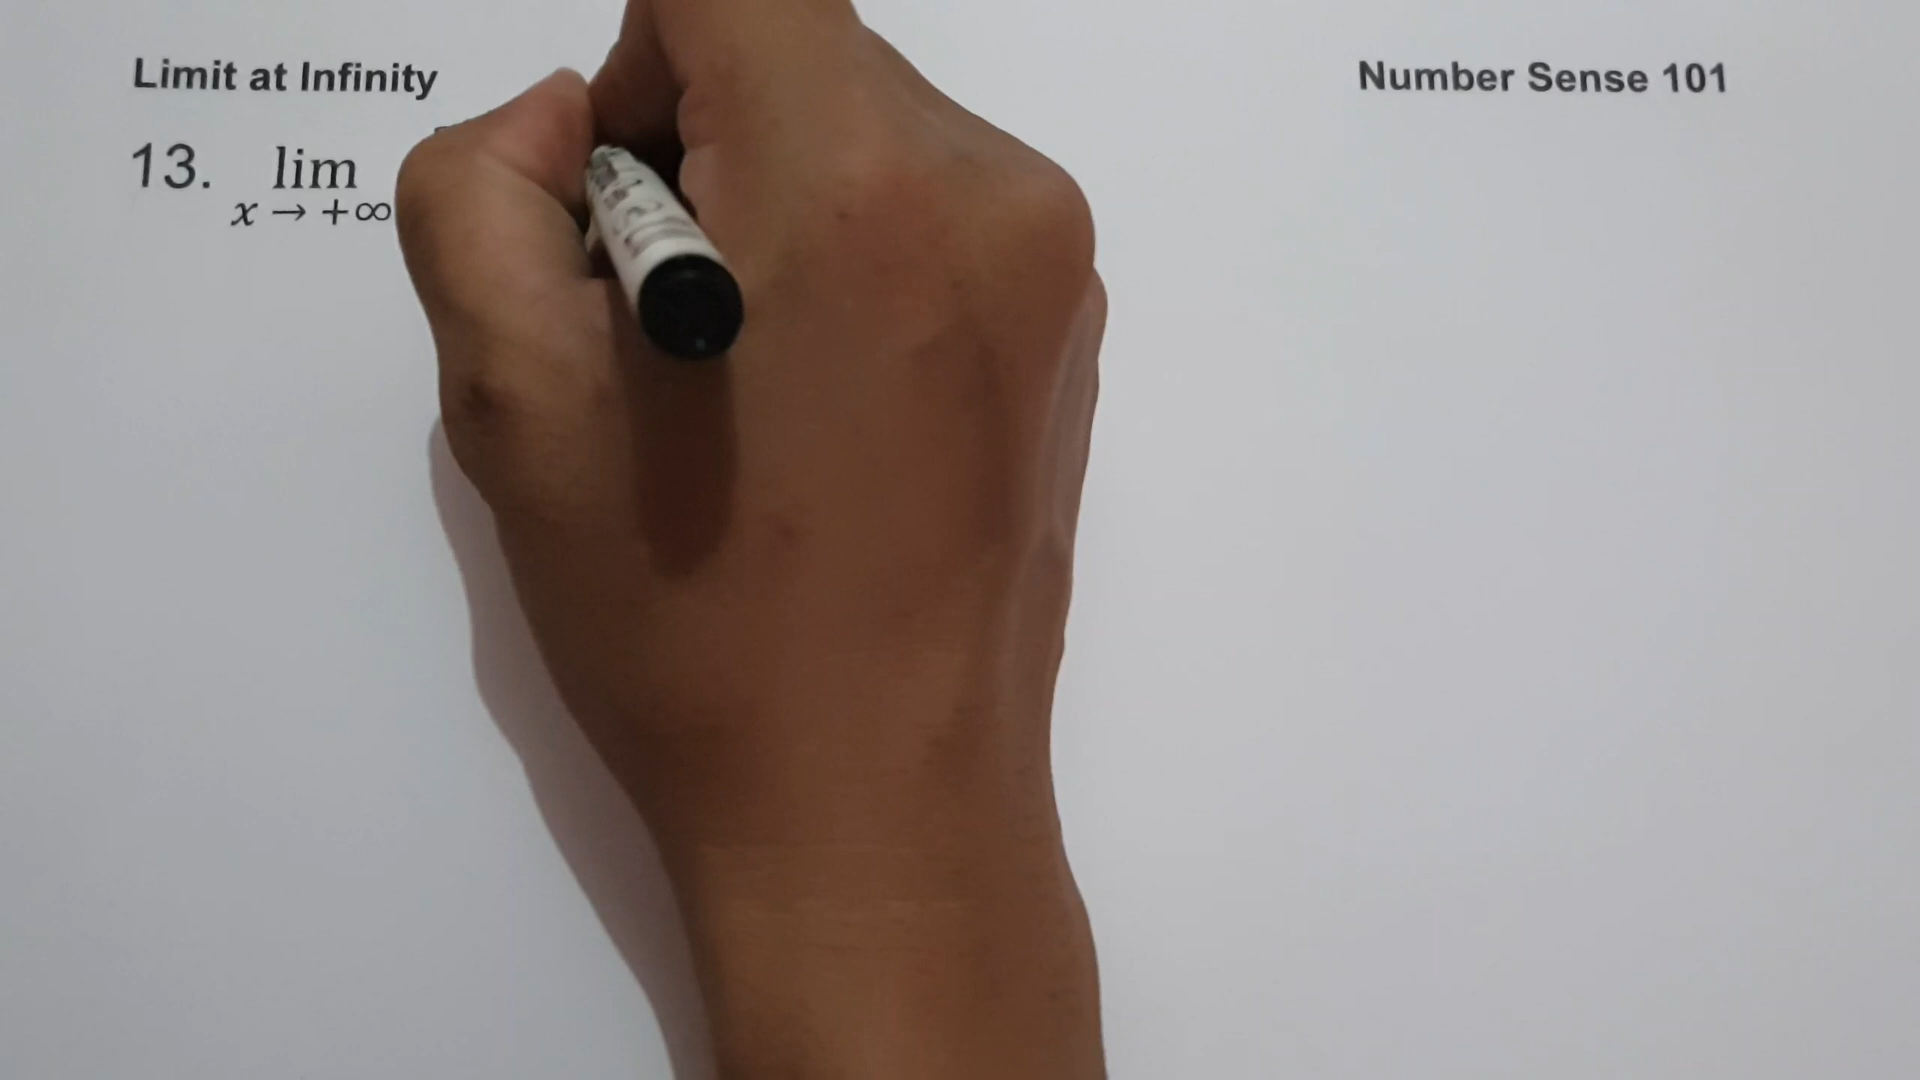 Limit at Infinity
Number Sense 101
13. lim
x → +∞